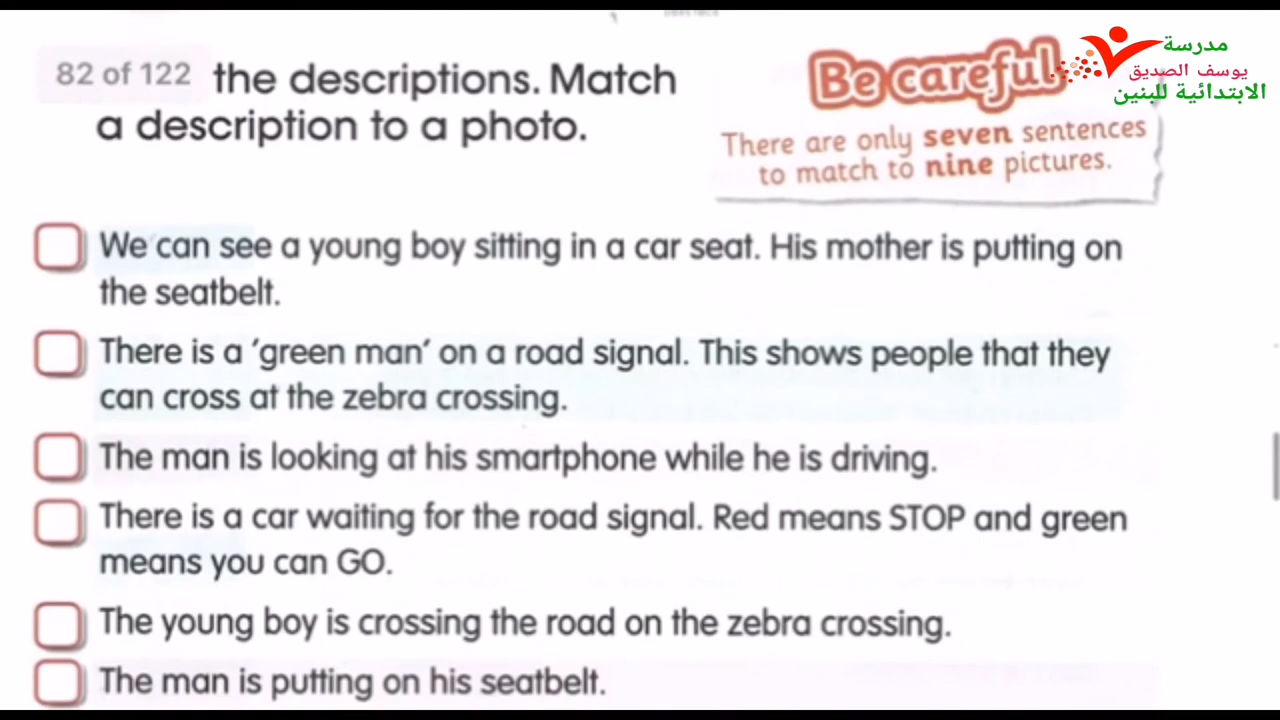 82 of 122 the descriptions. Match
a description to a photo.
Be careful
مدرسة
يوسف الصديق
الابتدائية للبنين
There are only seven sentences
to match to nine pictures.
We can see a young boy sitting in a car seat. His mother is putting on
the seatbelt.
There is a ‘green man’ on a road signal. This shows people that they
can cross at the zebra crossing.
The man is looking at his smartphone while he is driving.
There is a car waiting for the road signal. Red means STOP and green
means you can GO.
The young boy is crossing the road on the zebra crossing.
The man is putting on his seatbelt.